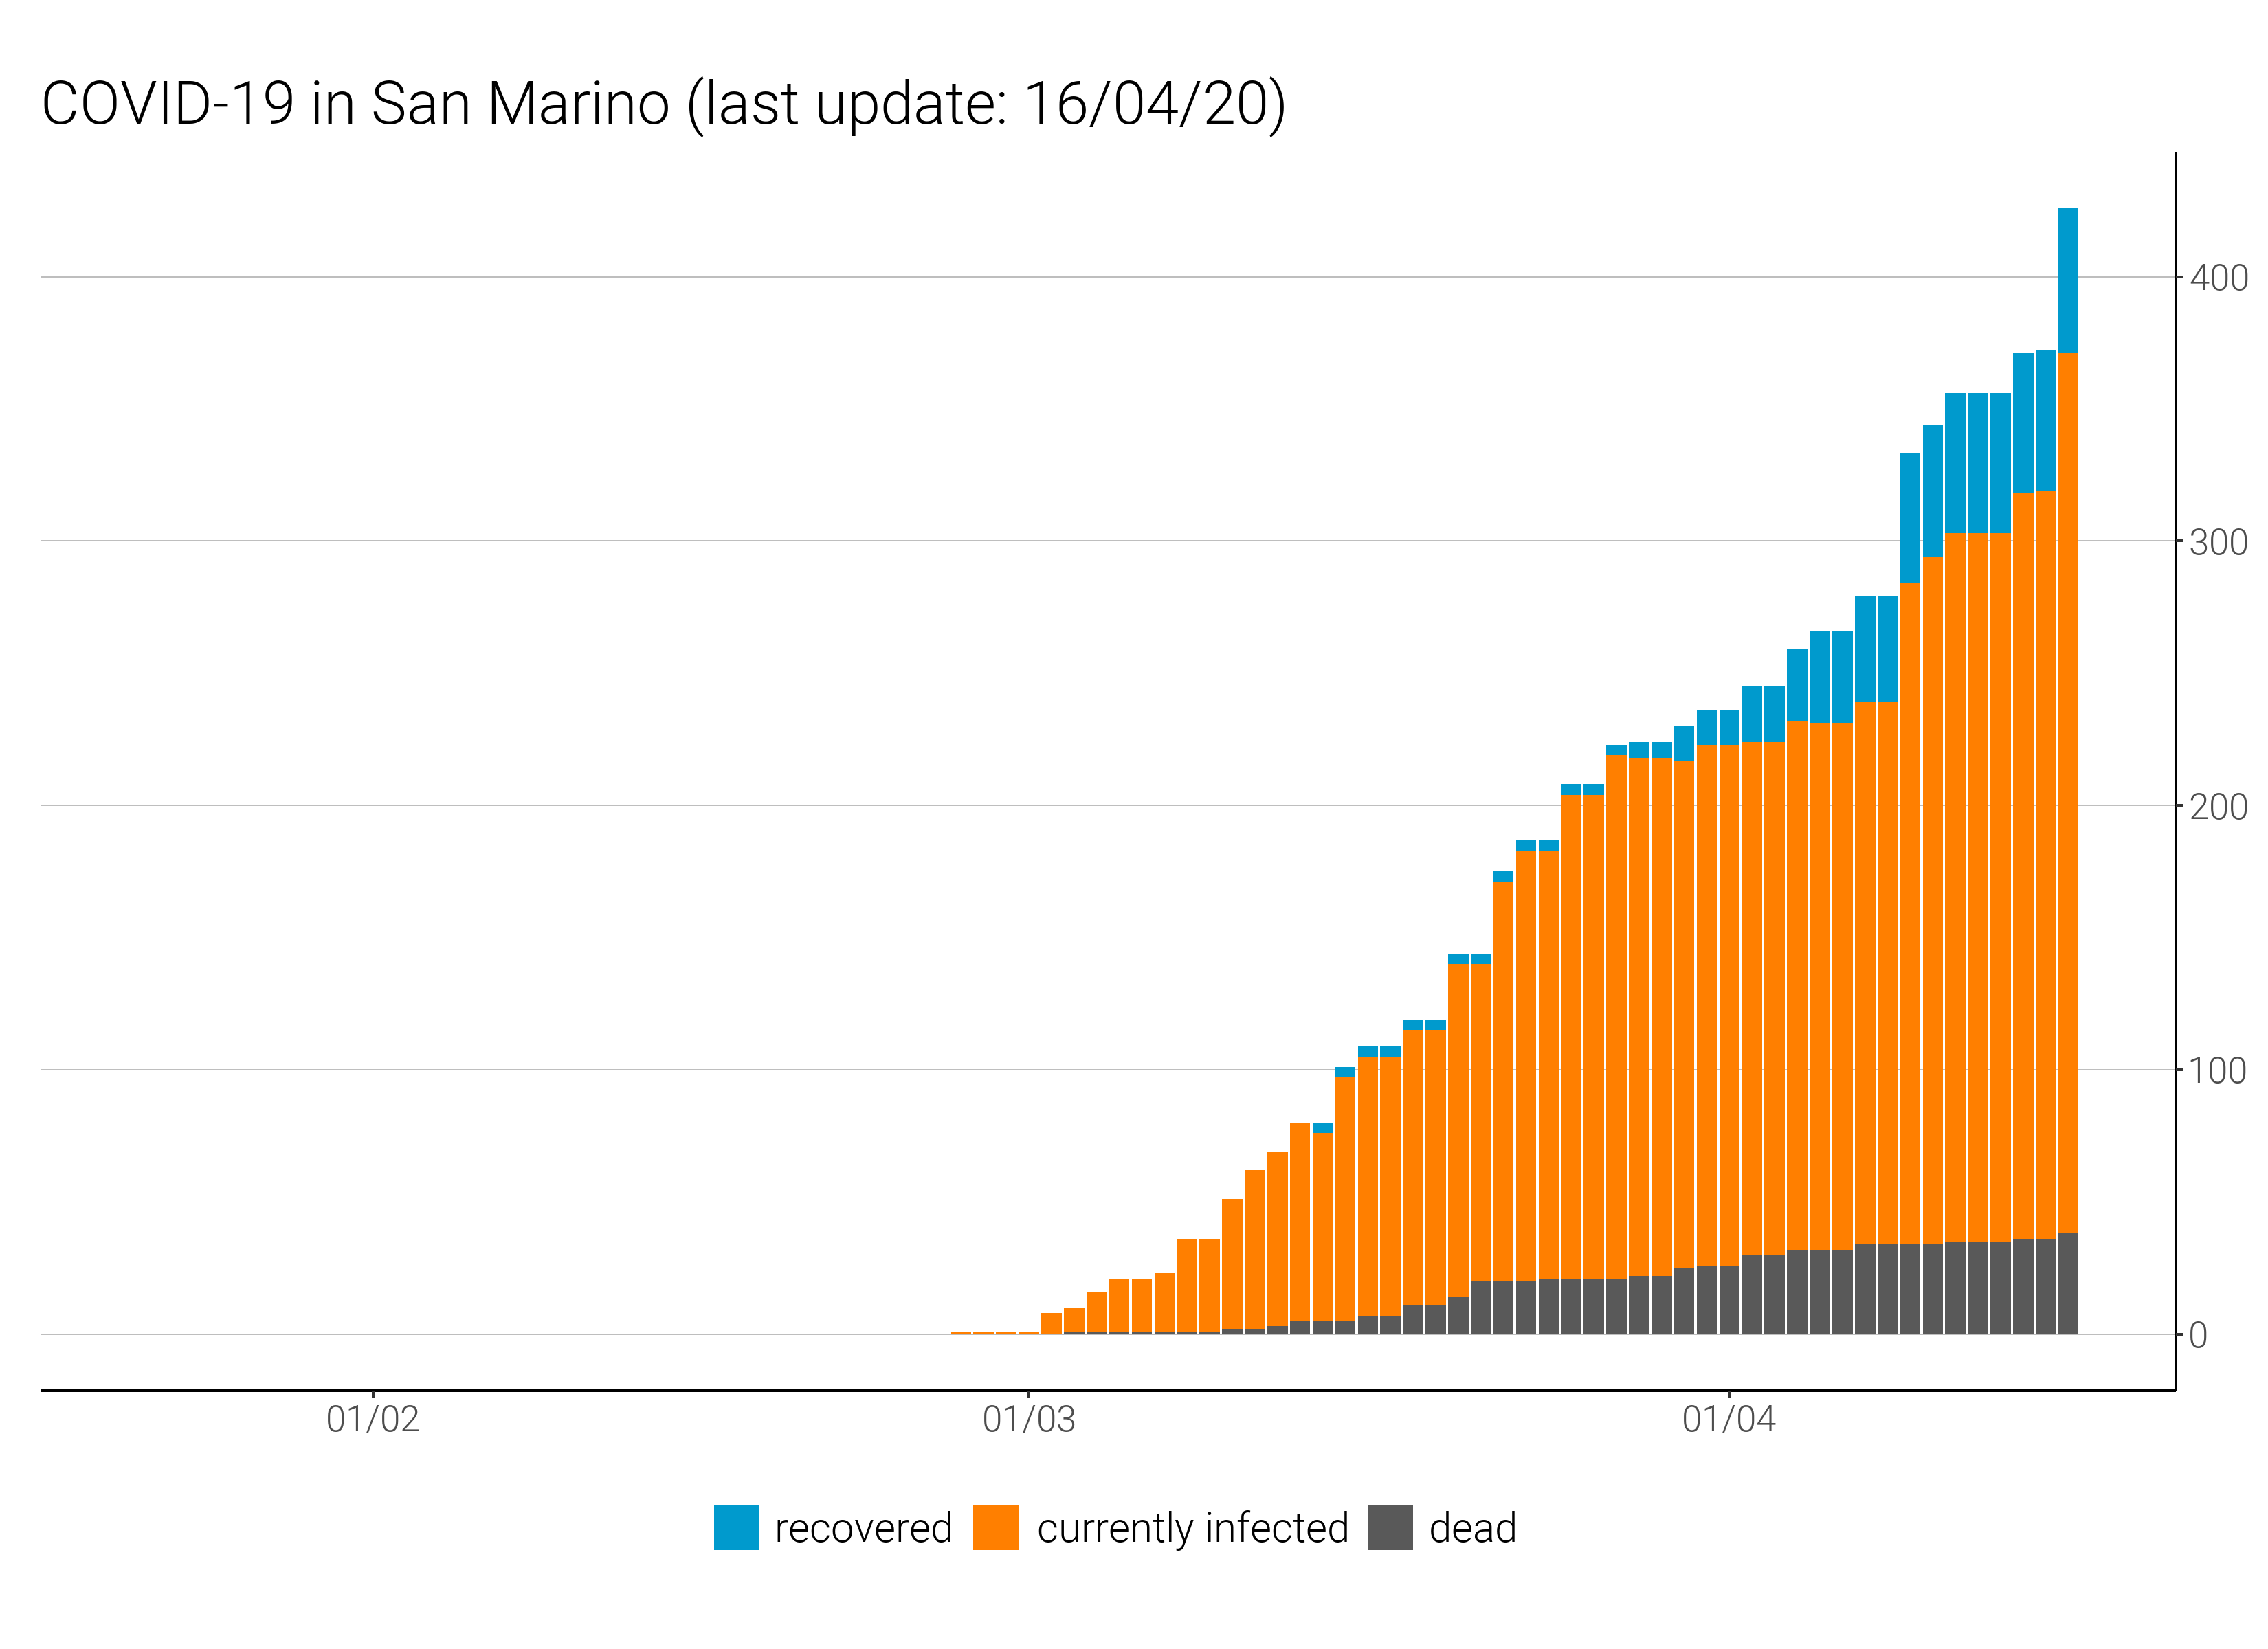 COVID-19 in San Marino (last update: 16/04/20)
400
300
200
100
0
01/02 01/03 01/04
recovered currently infected dead